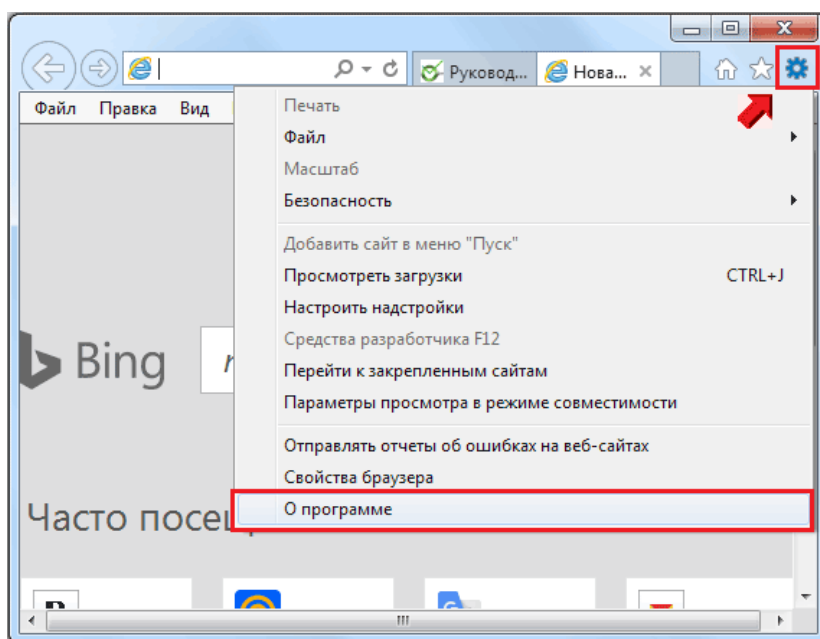 Руковод...
Нова...
Файл Правка Вид
Печать
Файл
Масштаб
Безопасность
Добавить сайт в меню "Пуск"
Просмотреть загрузки CTRL+J
Настроить надстройки
Средства разработчика F12
Перейти к закрепленным сайтам
Параметры просмотра в режиме совместимости
Отправлять отчеты об ошибках на веб-сайтах
Свойства браузера
О программе
Bing
Часто